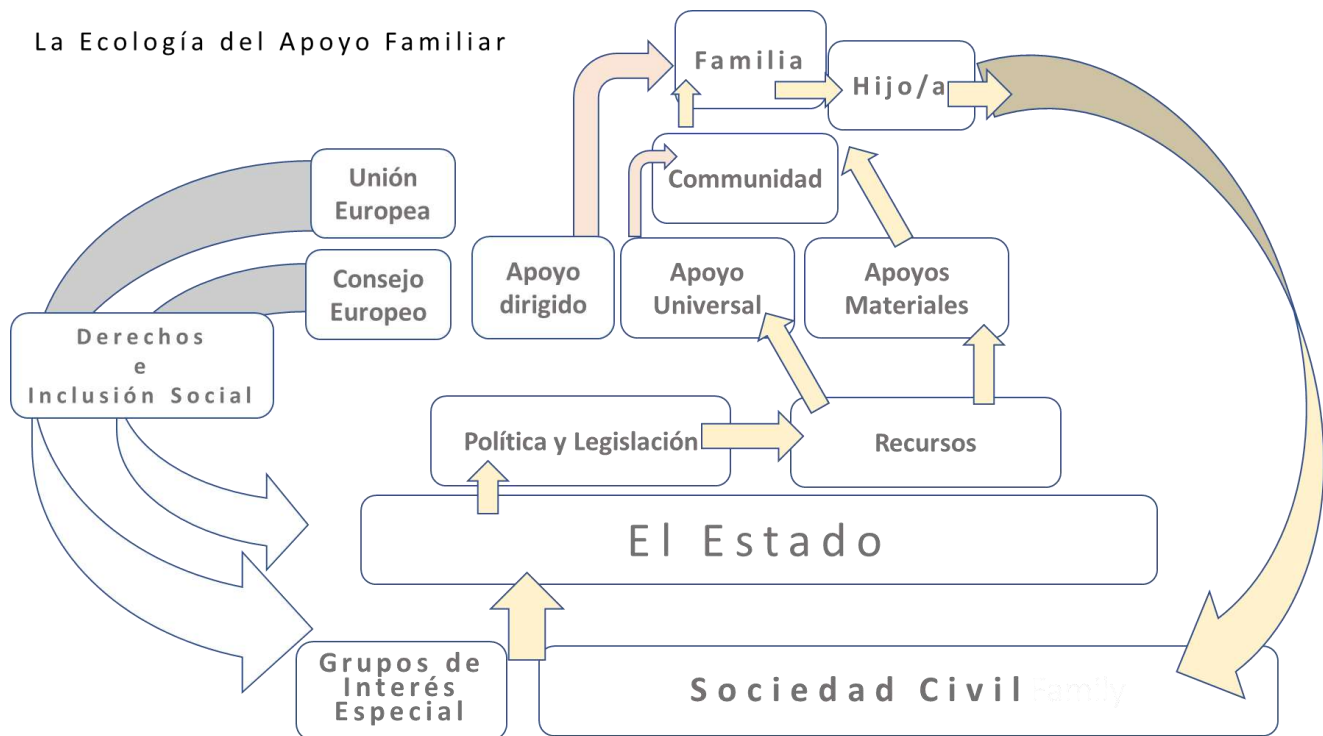 La Ecología del Apoyo Familiar
Familia
Hijo/a
Communidad
Unión
Europea
Consejo
Europeo
Apoyo
dirigido
Apoyo
Universal
Apoyos
Materiales
Derechos
e
Inclusión Social
Política y Legislación
Recursos
El Estado
Grupos de
Interés
Especial
Sociedad Civil Family